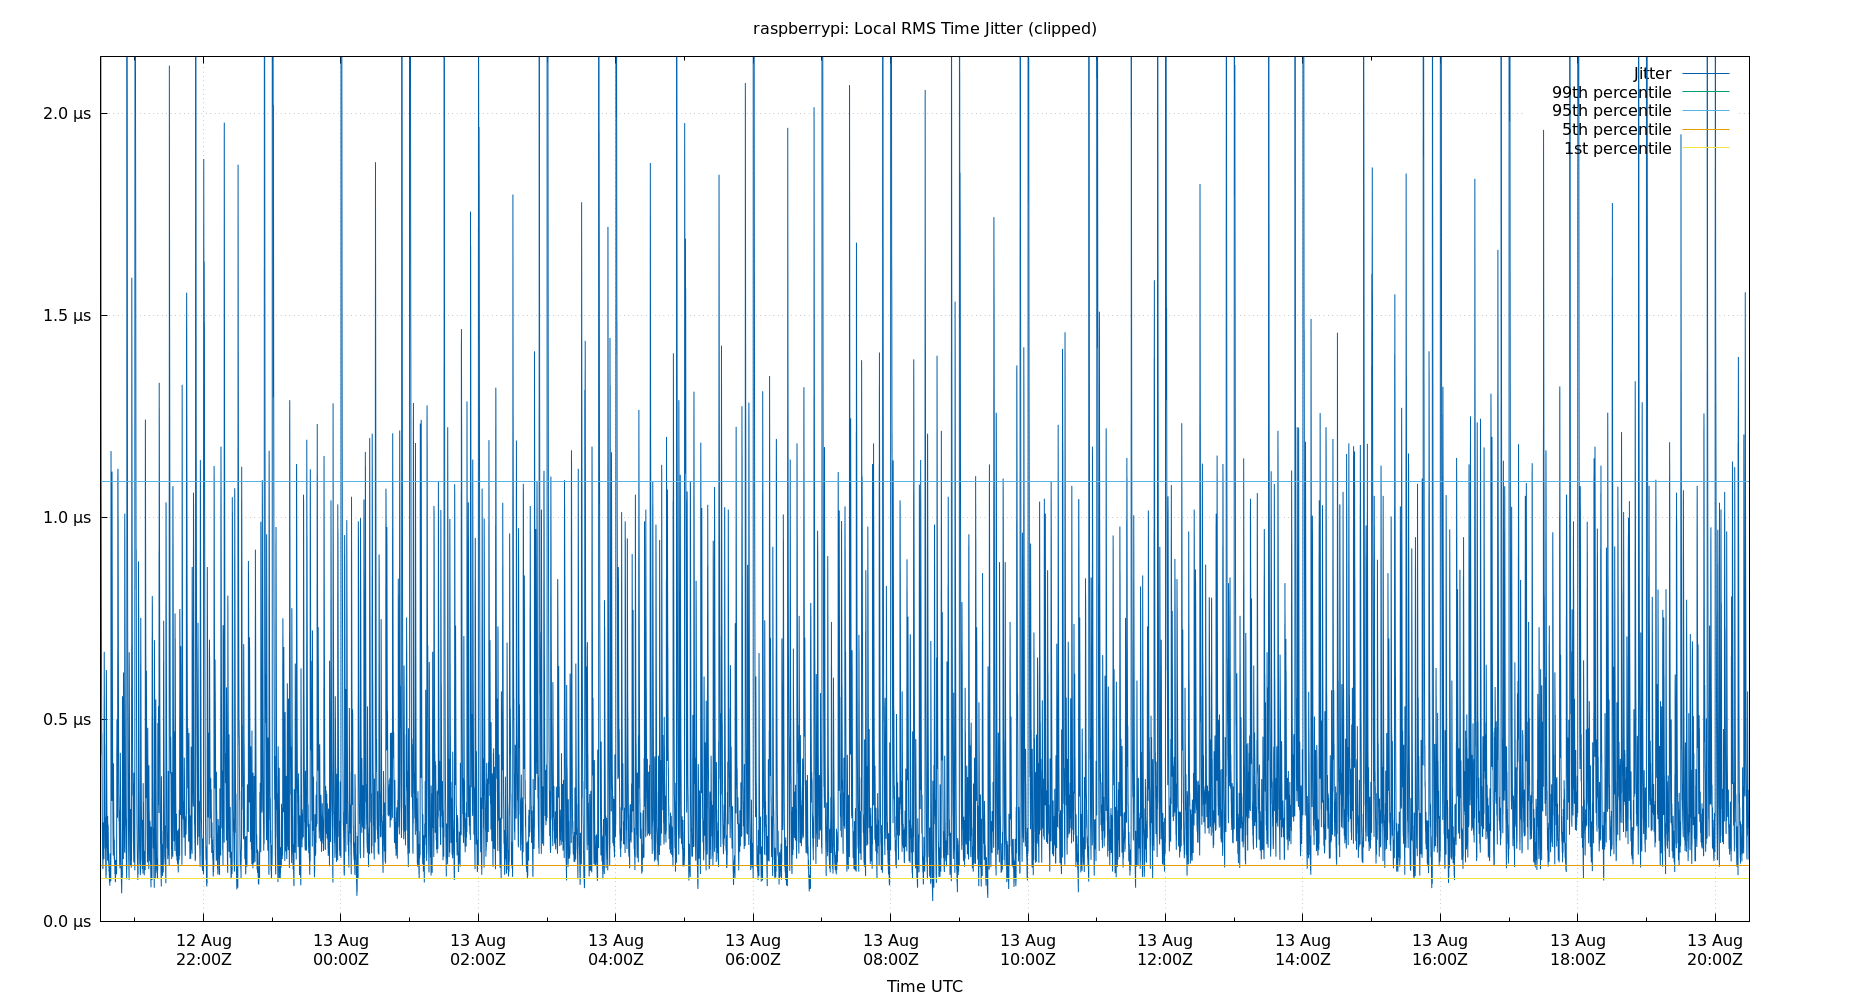 raspberrypi: Local RMS Time Jitter (clipped)
Jitter
99th percentile
95th percentile
5th percentile
1st percentile
2.0 µs
1.5 µs
1.0 µs
0.5 µs
0.0 µs
12 Aug 13 Aug 13 Aug 13 Aug 13 Aug 13 Aug 13 Aug 13 Aug 13 Aug 13 Aug 13 Aug 13 Aug
22:00Z 00:00Z 02:00Z 04:00Z 06:00Z 08:00Z 10:00Z 12:00Z 14:00Z 16:00Z 18:00Z 20:00Z
Time UTC